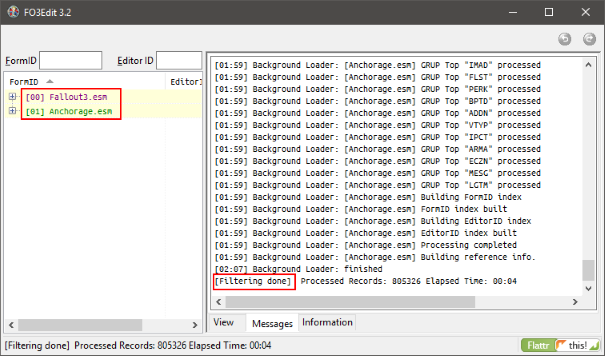 FO3Edit 3.2
FormID Editor ID
FormID EditorI
[00] Fallout3.esm
[01] Anchorage.esm
[01:59] Background Loader: [Anchorage.esm] GRUP Top "IMAD" processed
[01:59] Background Loader: [Anchorage.esm] GRUP Top "FLST" processed
[01:59] Background Loader: [Anchorage.esm] GRUP Top "PERK" processed
[01:59] Background Loader: [Anchorage.esm] GRUP Top "BPTD" processed
[01:59] Background Loader: [Anchorage.esm] GRUP Top "ADDN" processed
[01:59] Background Loader: [Anchorage.esm] GRUP Top "VTYP" processed
[01:59] Background Loader: [Anchorage.esm] GRUP Top "IPCT" processed
[01:59] Background Loader: [Anchorage.esm] GRUP Top "ARMA" processed
[01:59] Background Loader: [Anchorage.esm] GRUP Top "ECZN" processed
[01:59] Background Loader: [Anchorage.esm] GRUP Top "MESG" processed
[01:59] Background Loader: [Anchorage.esm] GRUP Top "LGTM" processed
[01:59] Background Loader: [Anchorage.esm] Building FormID index
[01:59] Background Loader: [Anchorage.esm] FormID index built
[01:59] Background Loader: [Anchorage.esm] Building EditorID index
[01:59] Background Loader: [Anchorage.esm] EditorID index built
[01:59] Background Loader: [Anchorage.esm] Processing completed
[01:59] Background Loader: [Anchorage.esm] Building reference info.
[02:07] Background Loader: finished
[Filtering done] Processed Records: 805326 Elapsed Time: 00:04
View Messages Information
[Filtering done] Processed Records: 805326 Elapsed Time: 00:04
Flattr this!